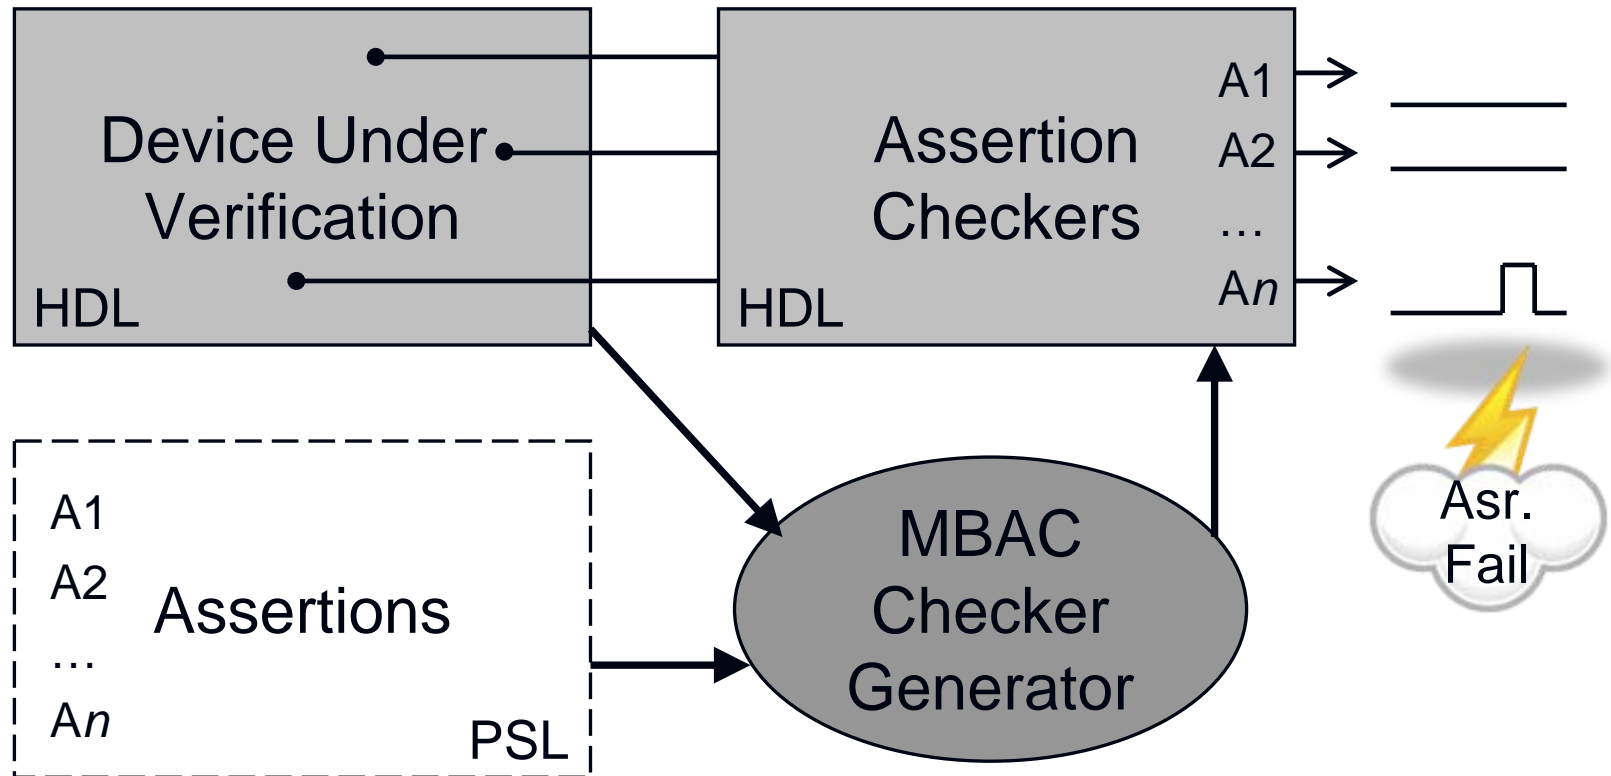 Device Under
Verification
HDL
Assertion
Checkers
HDL
A1
A2
...
An
A1
A2
...
An
Assertions
PSL
MBAC
Checker
Generator
Asr.
Fail